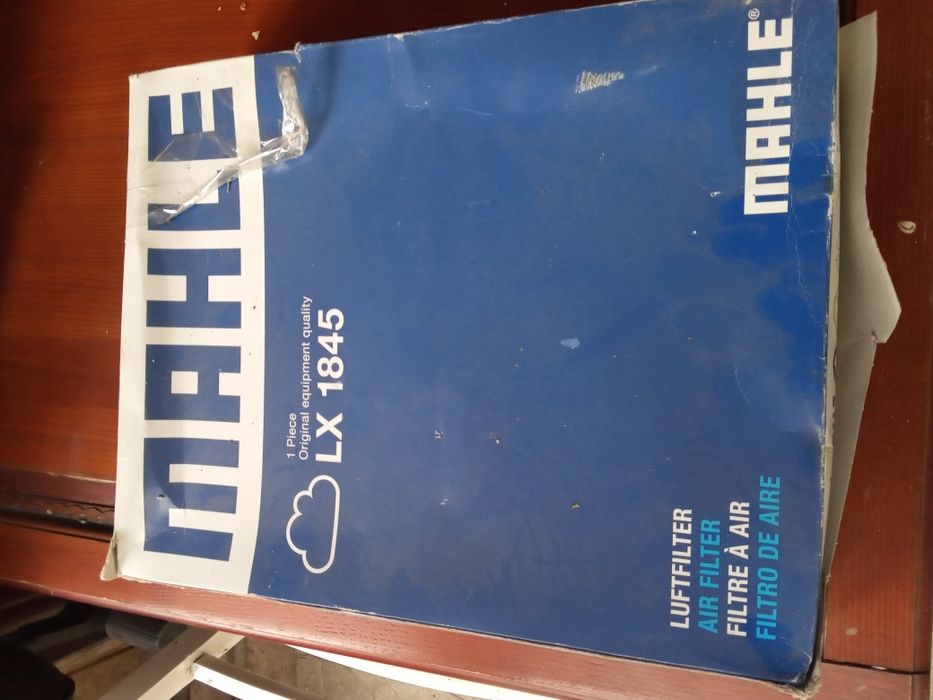 MAHLE
1 Piece
Original equipment quality
LX 1845
LUFTFILTER
AIR FILTER
FILTRE À AIR
FILTRO DE AIRE
MAHLE®